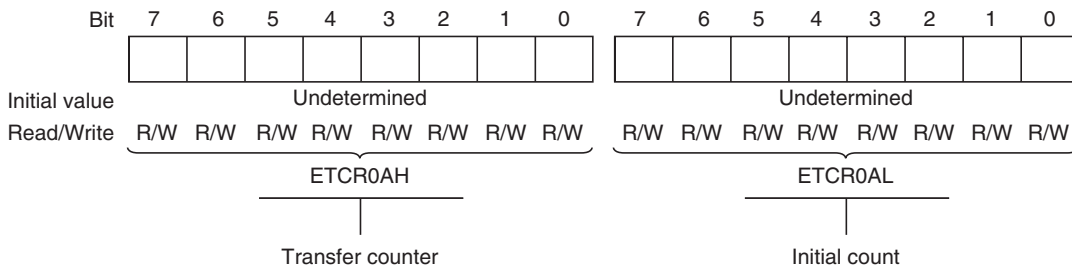 Bit 7 6 5 4 3 2 1 0 7 6 5 4 3 2 1 0
Initial value Undetermined Undetermined
Read/Write R/W R/W R/W R/W R/W R/W R/W R/W R/W R/W R/W R/W R/W R/W R/W R/W
ETCR0AH ETCR0AL
Transfer counter Initial count